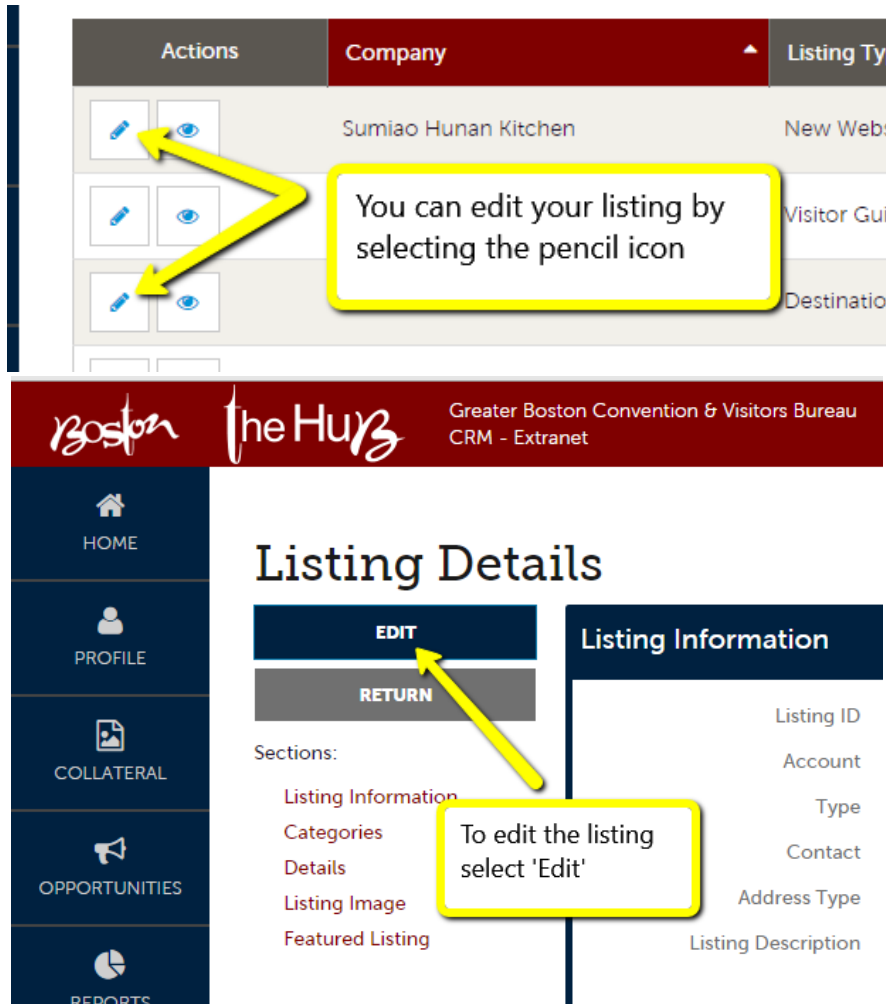 Actions Company Listing Ty
Sumiao Hunan Kitchen New Webs
You can edit your listing by
selecting the pencil icon
Visitor Gui
Destinatio
Boston the HuB Greater Boston Convention & Visitors Bureau
CRM - Extranet
HOME
Listing Details
PROFILE
EDIT
Listing Information
RETURN
Listing ID
COLLATERAL
Sections:
Account
Listing Information
Type
Categories
To edit the listing
select 'Edit'
Contact
Details
OPPORTUNITIES
Address Type
Listing Image
Listing Description
Featured Listing
REPORTS